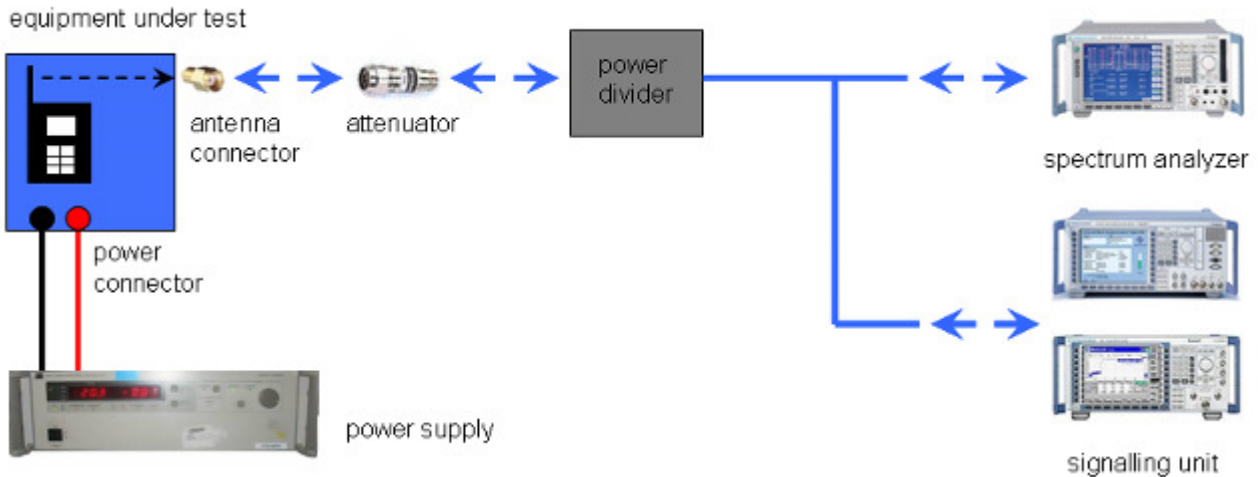 equipment under test
antenna
connector
attenuator
power
divider
spectrum analyzer
power
connector
power supply
signalling unit